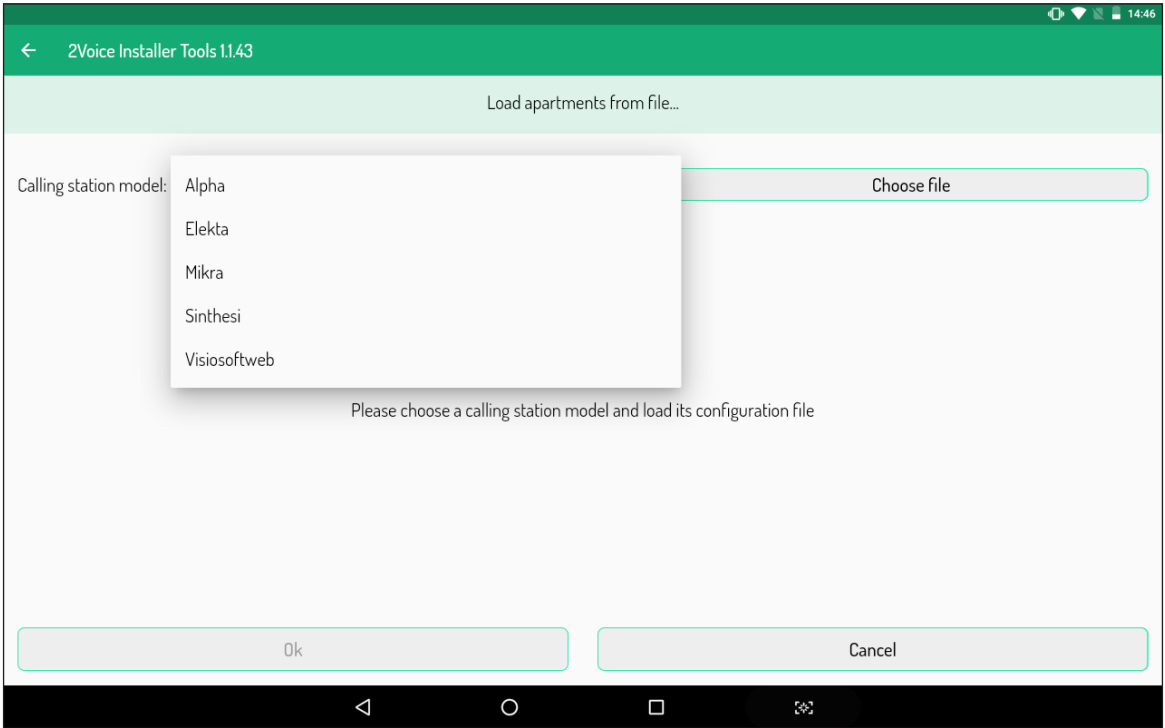 14:46
2Voice Installer Tools 1.1.43
Load apartments from file...
Calling station model:
Alpha
Choose file
Elekta
Mikra
Sinthesi
Visiosoftweb
Please choose a calling station model and load its configuration file
Ok
Cancel